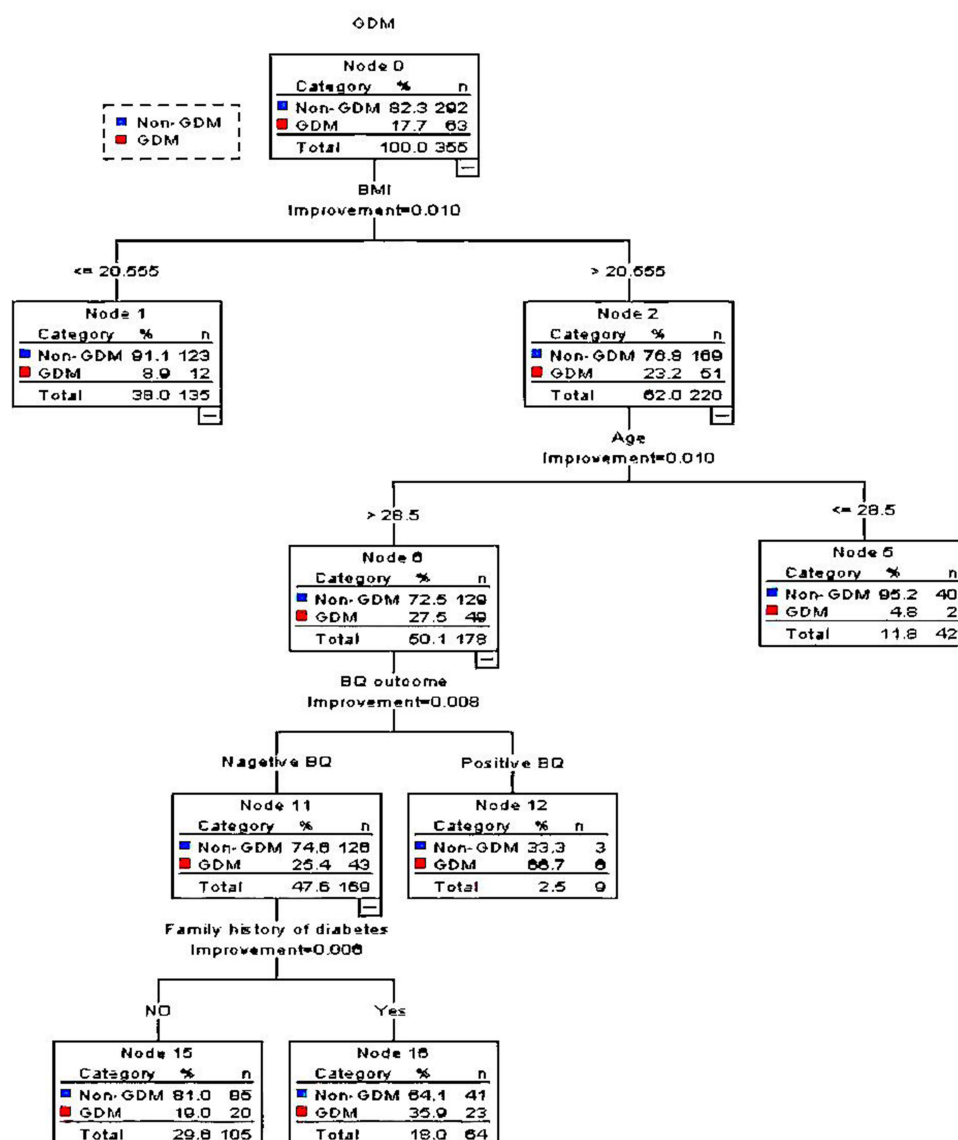 GDM
Node 0
Category % n
Non-GDM 82.3 292
GDM 17.7 63
Total 100.0 355
Non-GDM
GDM
BMI
Improvement=0.010
<= 20.555
> 20.555
Node 1
Category % n
Non-GDM 91.1 123
GDM 8.9 12
Total 38.0 135
Node 2
Category % n
Non-GDM 76.8 169
GDM 23.2 51
Total 62.0 220
Age
Improvement=0.010
> 28.5
<= 28.5
Node 6
Category % n
Non-GDM 72.5 129
GDM 27.5 49
Total 50.1 178
Node 5
Category % n
Non-GDM 95.2 40
GDM 4.8 2
Total 11.8 42
BQ outcome
Improvement=0.008
Nagetive BQ
Positive BQ
Node 11
Category % n
Non-GDM 74.6 126
GDM 25.4 43
Total 47.6 169
Node 12
Category % n
Non-GDM 33.3 3
GDM 66.7 6
Total 2.5 9
Family history of diabetes
Improvement=0.006
NO
Yes
Node 15
Category % n
Non-GDM 81.0 85
GDM 19.0 20
Total 29.6 105
Node 16
Category % n
Non-GDM 64.1 41
GDM 35.9 23
Total 18.0 64